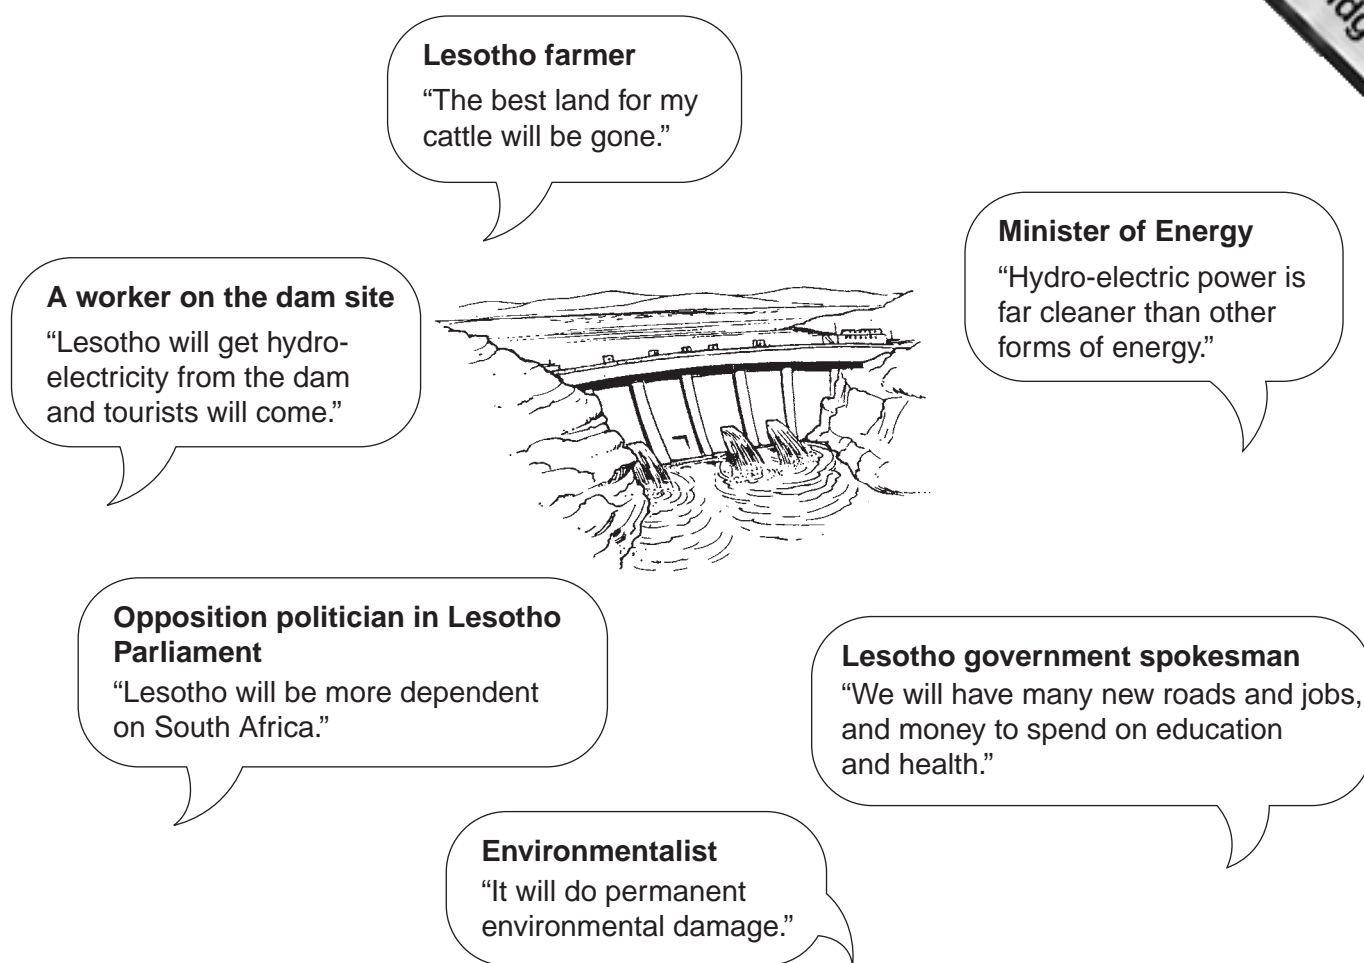 Lesotho farmer
“The best land for my
cattle will be gone.”
Minister of Energy
“Hydro-electric power is
far cleaner than other
forms of energy.”
A worker on the dam site
“Lesotho will get hydro-
electricity from the dam
and tourists will come.”
Opposition politician in Lesotho
Parliament
“Lesotho will be more dependent
on South Africa.”
Lesotho government spokesman
“We will have many new roads and jobs,
and money to spend on education
and health.”
Environmentalist
“It will do permanent
environmental damage.”